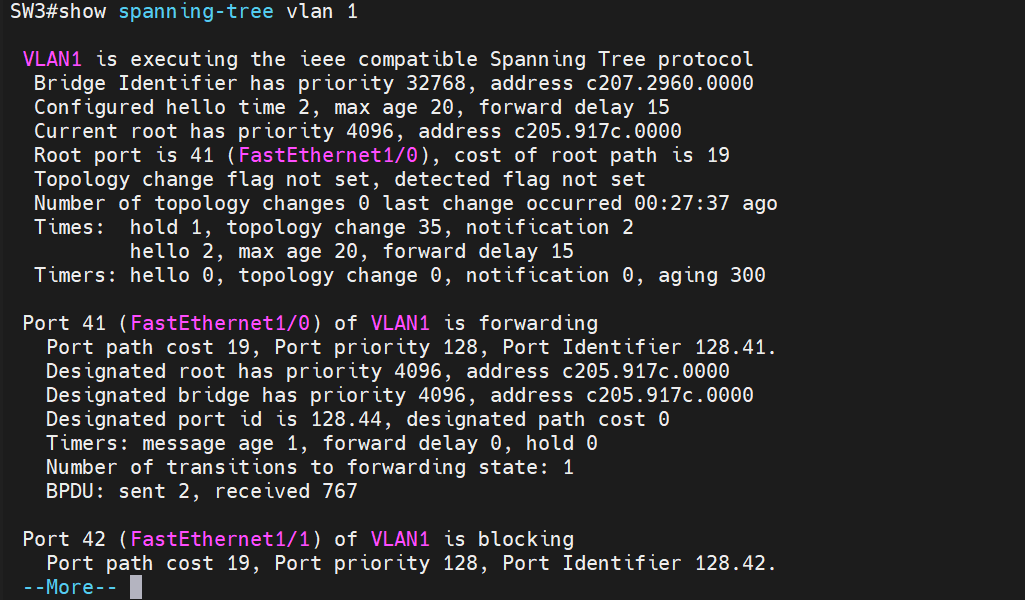 SW3#show spanning-tree vlan 1
VLAN1 is executing the ieee compatible Spanning Tree protocol
Bridge Identifier has priority 32768, address c207.2960.0000
Configured hello time 2, max age 20, forward delay 15
Current root has priority 4096, address c205.917c.0000
Root port is 41 (FastEthernet1/0), cost of root path is 19
Topology change flag not set, detected flag not set
Number of topology changes 0 last change occurred 00:27:37 ago
Times:  hold 1, topology change 35, notification 2
hello 2, max age 20, forward delay 15
Timers: hello 0, topology change 0, notification 0, aging 300
Port 41 (FastEthernet1/0) of VLAN1 is forwarding
Port path cost 19, Port priority 128, Port Identifier 128.41.
Designated root has priority 4096, address c205.917c.0000
Designated bridge has priority 4096, address c205.917c.0000
Designated port id is 128.44, designated path cost 0
Timers: message age 1, forward delay 0, hold 0
Number of transitions to forwarding state: 1
BPDU: sent 2, received 767
Port 42 (FastEthernet1/1) of VLAN1 is blocking
Port path cost 19, Port priority 128, Port Identifier 128.42.
--More--